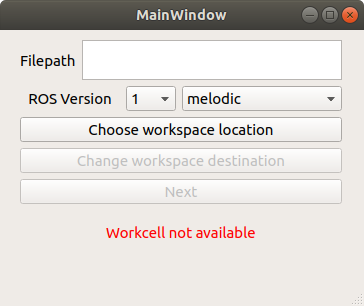 MainWindow
Filepath
ROS Version 1 melodic
Choose workspace location
Change workspace destination
Next
Workcell not available